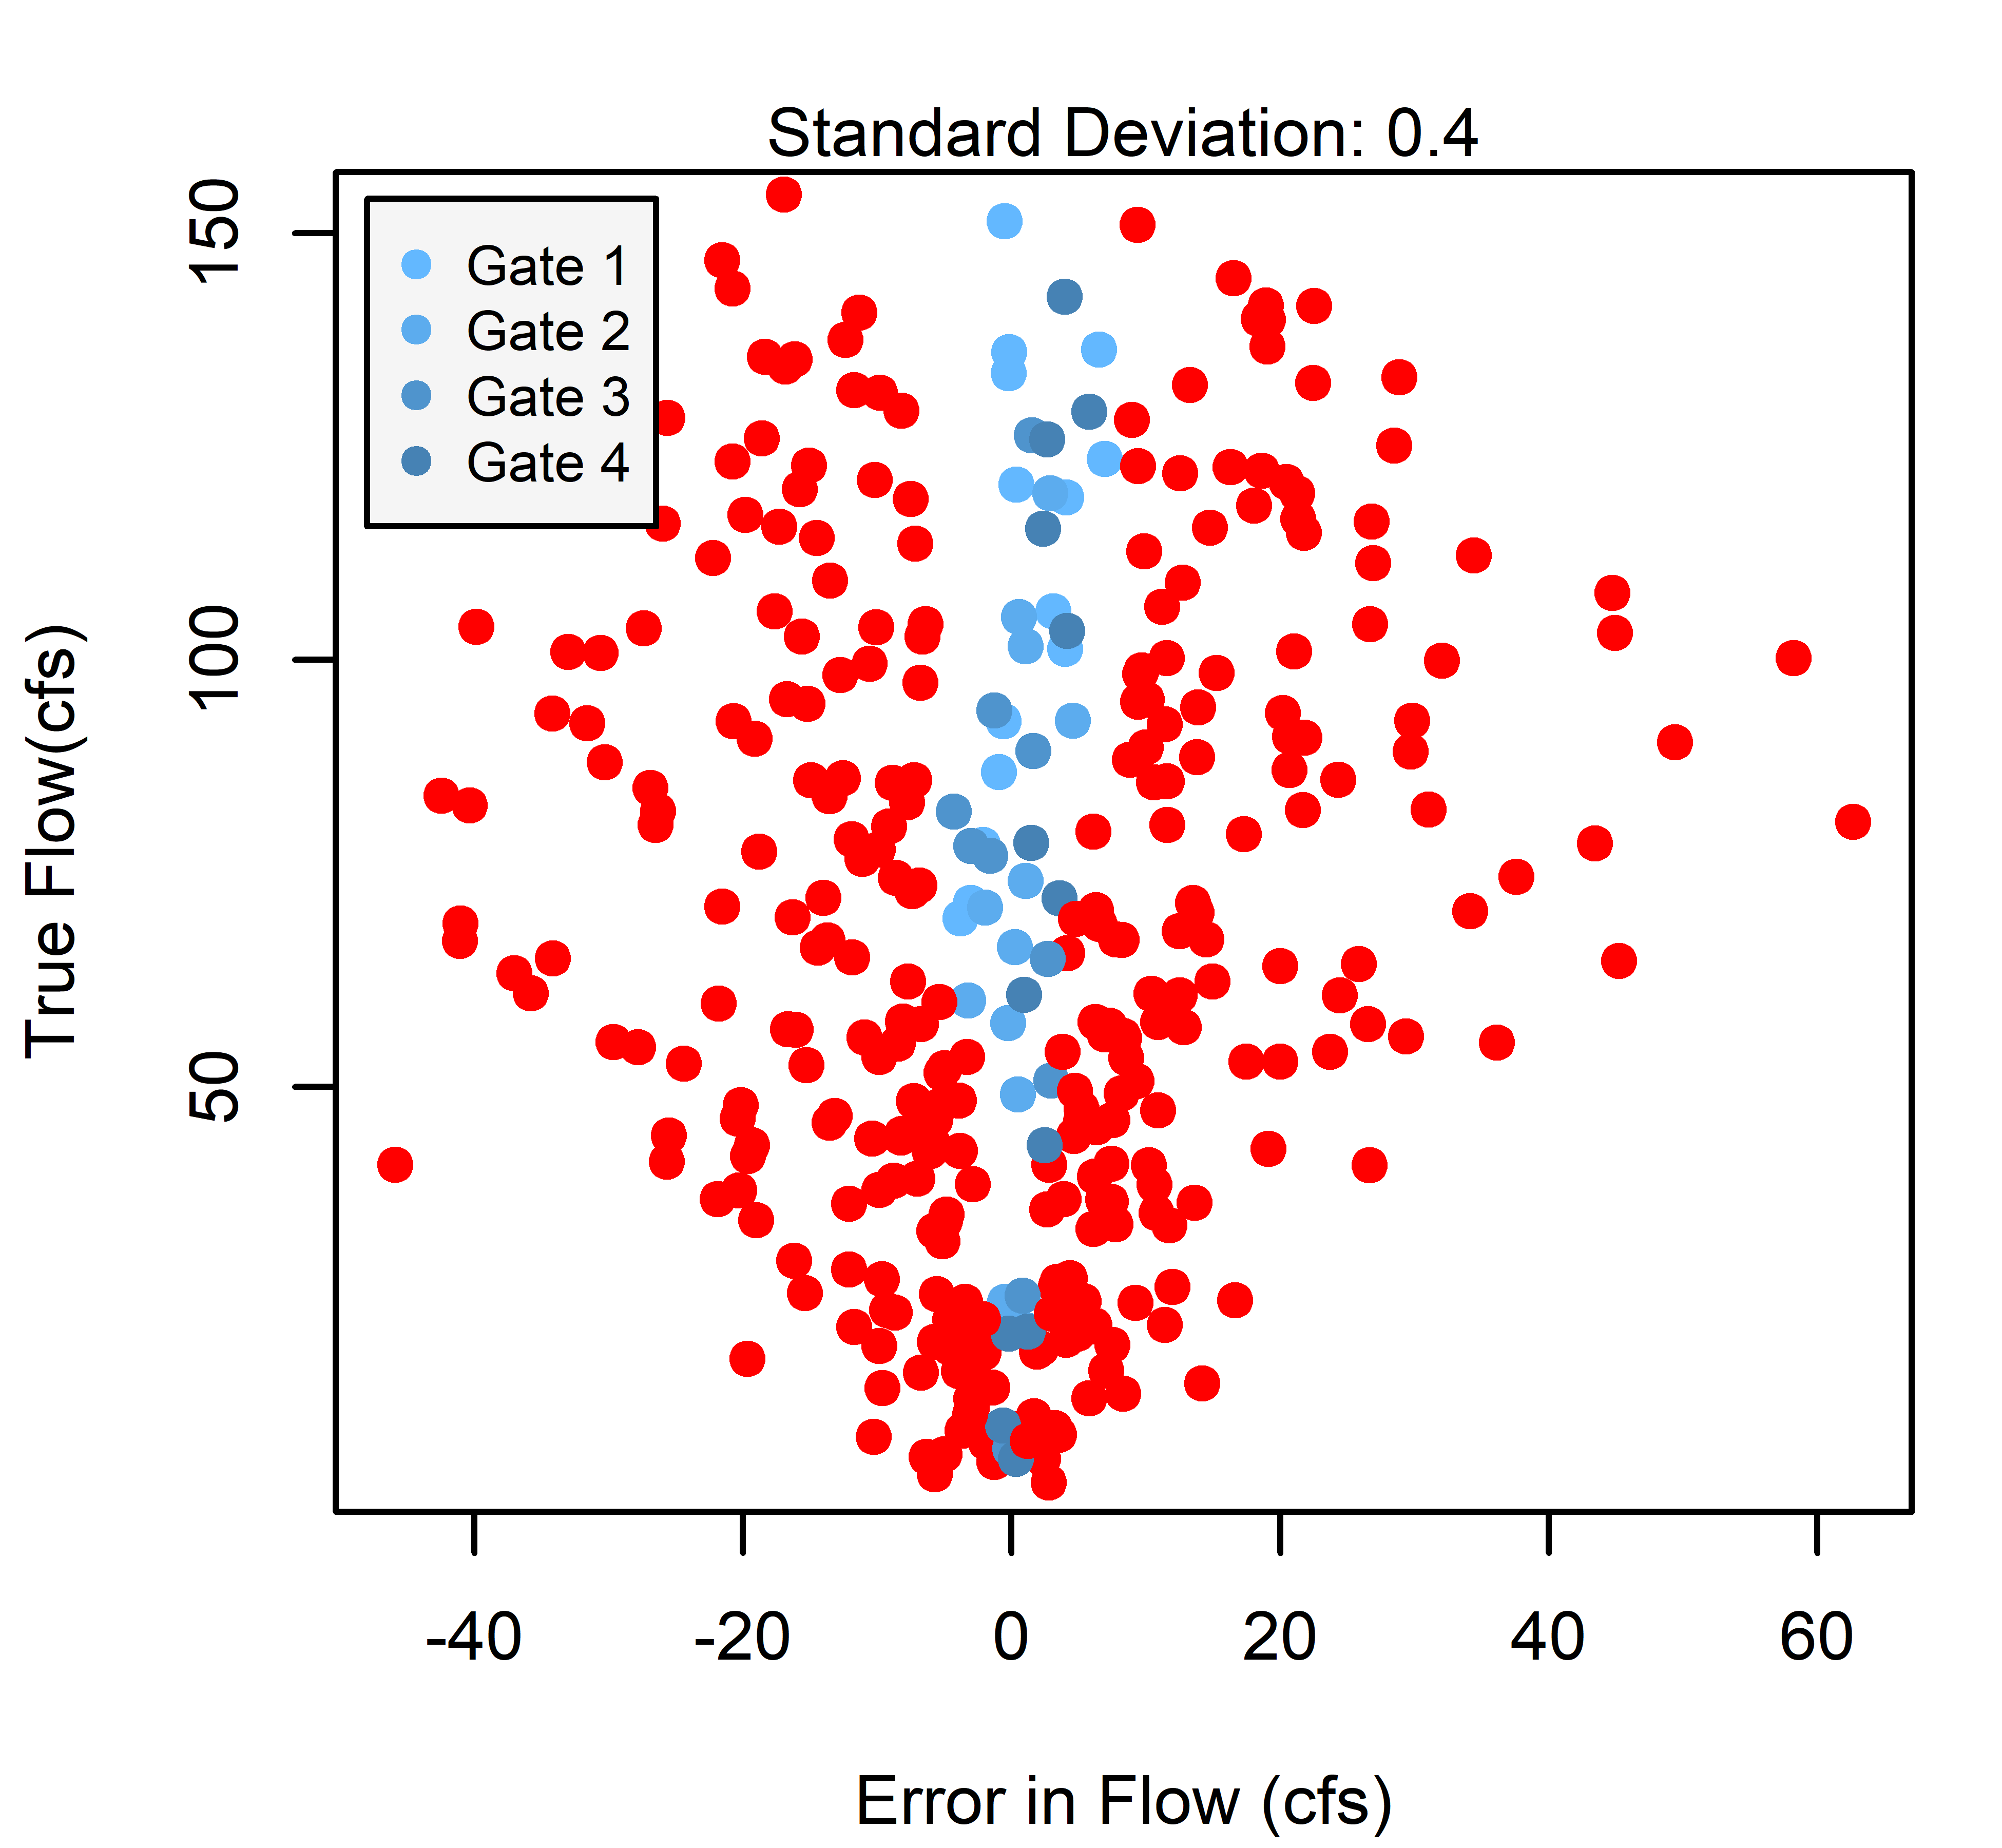 Standard Deviation: 0.4
Gate 1
Gate 2
Gate 3
Gate 4
True Flow(cfs)
150
100
50
-40 -20 0 20 40 60
Error in Flow (cfs)